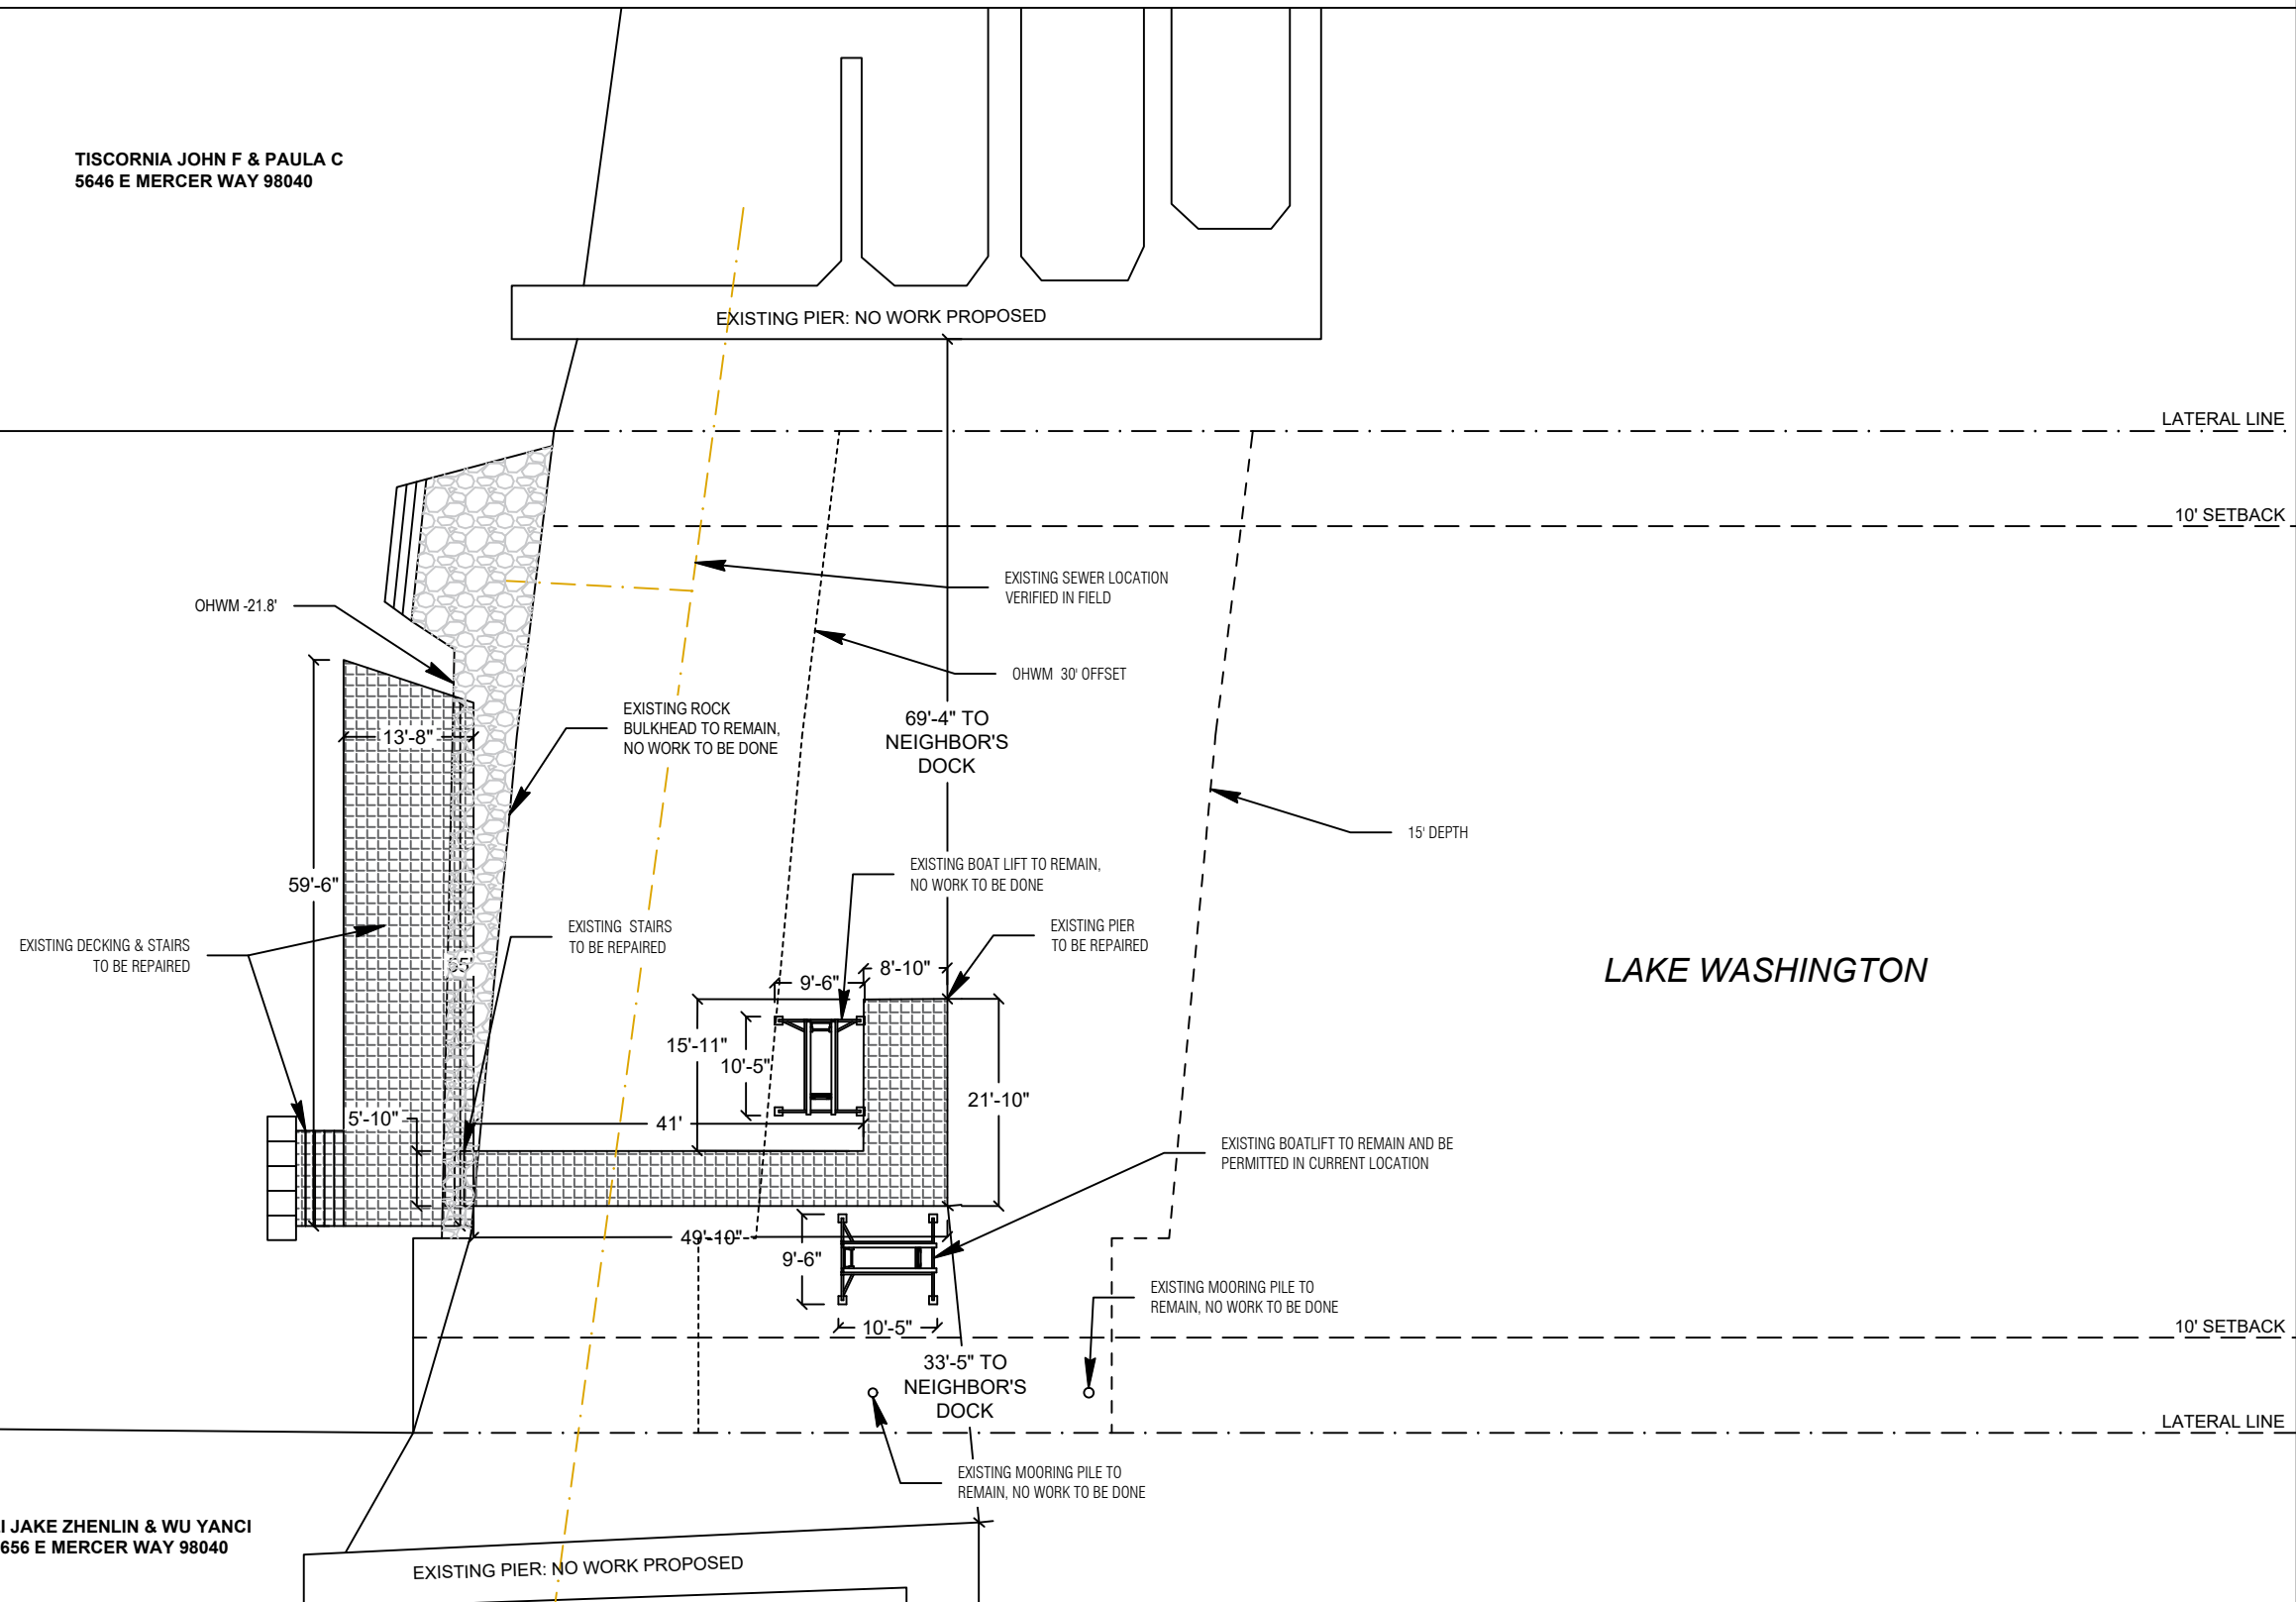 TISCORNIA JOHN F & PAULA C
5646 E MERCER WAY 98040
EXISTING PIER: NO WORK PROPOSED
LATERAL LINE
10' SETBACK
EXISTING SEWER LOCATION
VERIFIED IN FIELD
OHWM -21.8'
OHWM 30' OFFSET
EXISTING ROCK
BULKHEAD TO REMAIN,
NO WORK TO BE DONE
69'-4" TO
NEIGHBOR'S
DOCK
13'-8"
15' DEPTH
59'-6"
EXISTING BOAT LIFT TO REMAIN,
NO WORK TO BE DONE
EXISTING STAIRS
TO BE REPAIRED
EXISTING PIER
TO BE REPAIRED
EXISTING DECKING & STAIRS
TO BE REPAIRED
LAKE WASHINGTON
8'-10"
9'-6"
15'-11"
10'-5"
21'-10"
5'-10"
41'
EXISTING BOATLIFT TO REMAIN AND BE
PERMITTED IN CURRENT LOCATION
49'-10"
9'-6"
10'-5"
EXISTING MOORING PILE TO
REMAIN, NO WORK TO BE DONE
10' SETBACK
33'-5" TO
NEIGHBOR'S
DOCK
LATERAL LINE
EXISTING MOORING PILE TO
REMAIN, NO WORK TO BE DONE
I JAKE ZHENLIN & WU YANCI
656 E MERCER WAY 98040
EXISTING PIER: NO WORK PROPOSED